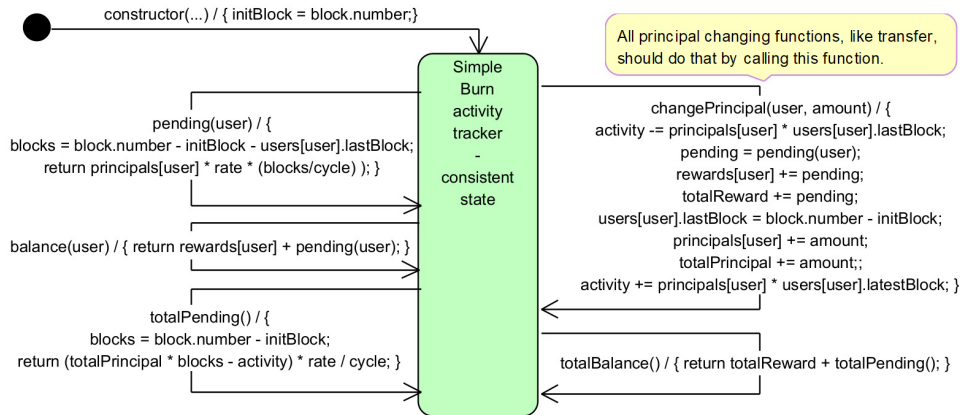 constructor(...) / { initBlock = block.number;}
All principal changing functions, like transfer,
should do that by calling this function.
Simple
Burn
activity
tracker
-
consistent
state
pending(user) / {
blocks = block.number - initBlock - users[user].lastBlock;
return principals[user] * rate * (blocks/cycle) ); }
balance(user) / { return rewards[user] + pending(user); }
totalPending() / {
blocks = block.number - initBlock;
return (totalPrincipal * blocks - activity) * rate / cycle; }
changePrincipal(user, amount) / {
activity -= principals[user] * users[user].lastBlock;
pending = pending(user);
rewards[user] += pending;
totalReward += pending;
users[user].lastBlock = block.number - initBlock;
principals[user] += amount;
totalPrincipal += amount;;
activity += principals[user] * users[user].latestBlock; }
totalBalance() / { return totalReward + totalPending(); }